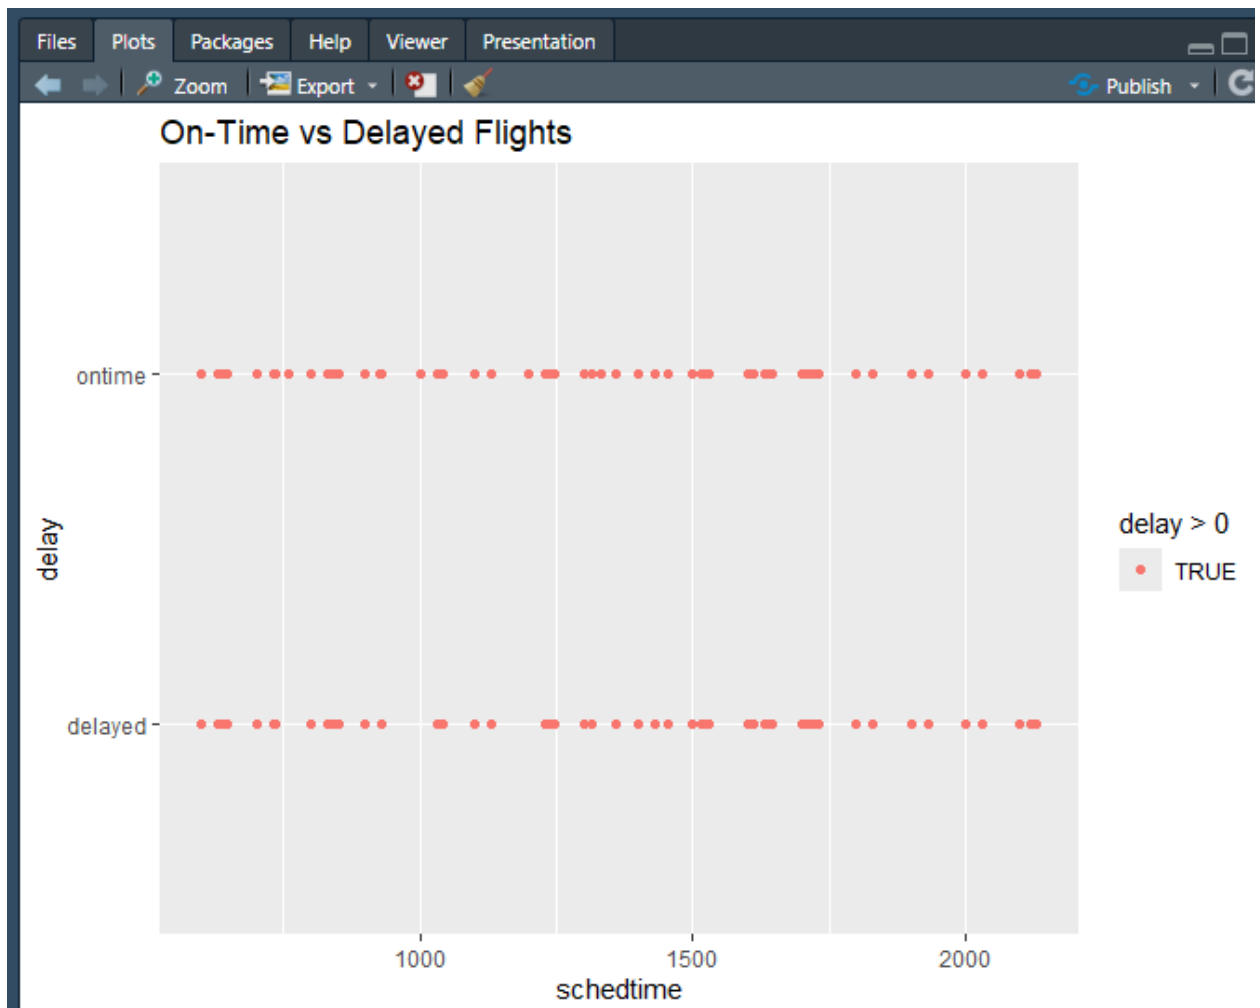 Files Plots Packages Help Viewer Presentation
Zoom Export Publish
On-Time vs Delayed Flights
ontime
delayed
delay
1000 1500 2000
schedtime
delay > 0
TRUE